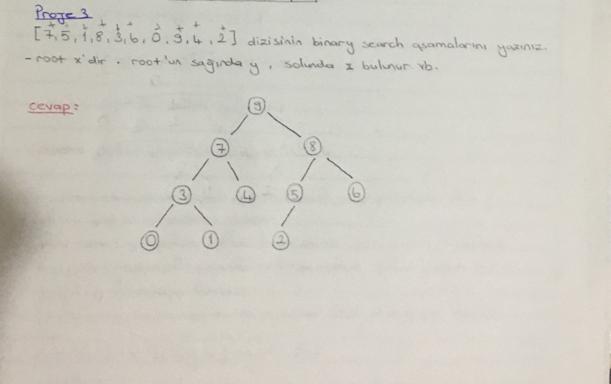 Proje 3
[7,5,1,8,3,6,0,9,4,2] dizisinin binary search aşamalarını yazınız.
-root x'dir. root'un sağında y, solunda z bulunur vb.
cevap:
9
7 8
3 4 5 6
0 1 2